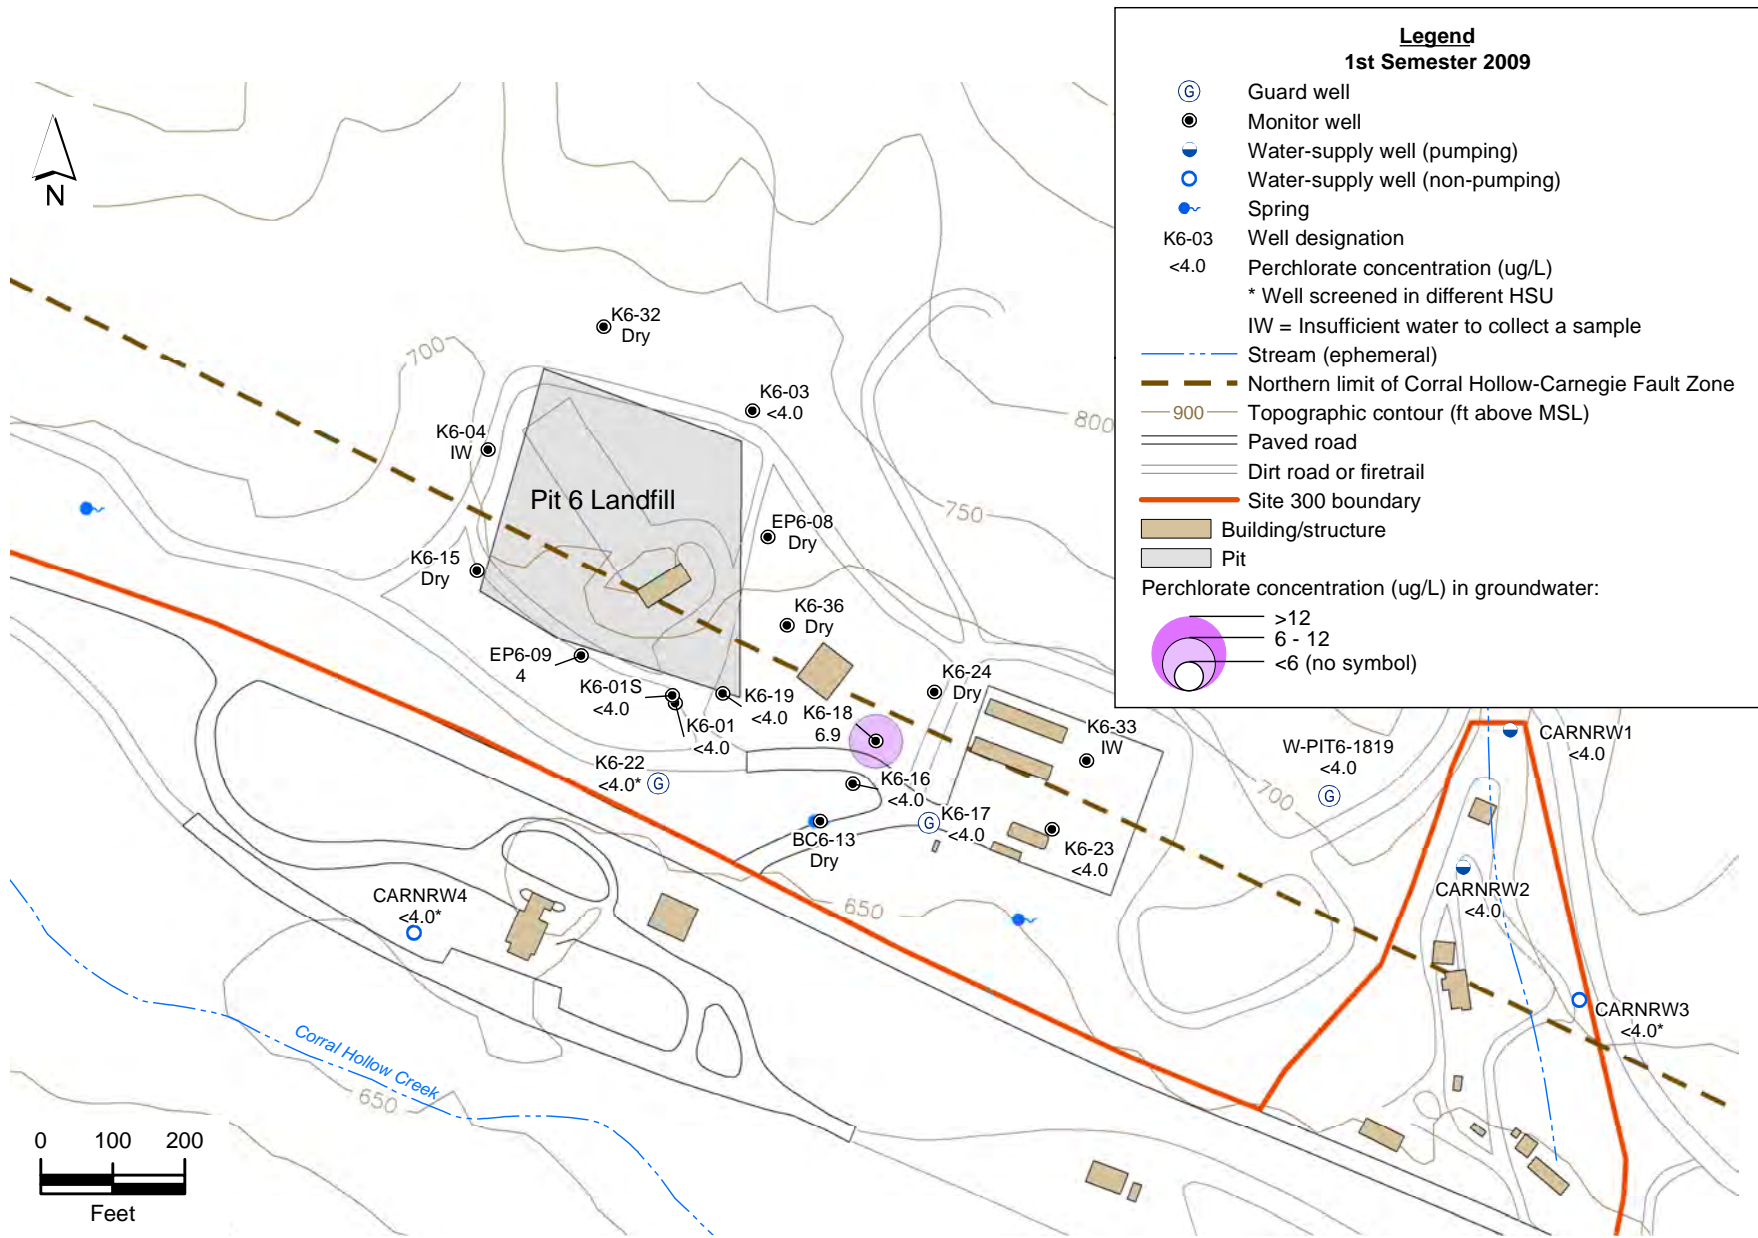 Legend
1st Semester 2009
Guard well
Monitor well
Water-supply well (pumping)
Water-supply well (non-pumping)
Spring
K6-03 Well designation
<4.0 Perchlorate concentration (ug/L)
* Well screened in different HSU
IW = Insufficient water to collect a sample
Stream (ephemeral)
Northern limit of Corral Hollow-Carnegie Fault Zone
900 Topographic contour (ft above MSL)
Paved road
Dirt road or firetrail
Site 300 boundary
Building/structure
Pit
Perchlorate concentration (ug/L) in groundwater:
>12
6 - 12
<6 (no symbol)
G
N
K6-32
Dry
700
K6-03
<4.0
800
K6-04
IW
Pit 6 Landfill
750
EP6-08
Dry
K6-15
Dry
K6-36
Dry
EP6-09
4
K6-24
Dry
K6-01S
<4.0
K6-19
<4.0
K6-01
<4.0
K6-18
6.9
K6-33
IW
CARNRW1
<4.0
W-PIT6-1819
<4.0
G
K6-22
<4.0*
G
K6-16
<4.0
700
K6-17
<4.0
G
BC6-13
Dry
K6-23
<4.0
CARNRW4
<4.0*
CARNRW2
<4.0
650
CARNRW3
<4.0*
Corral Hollow Creek
650
0 100 200
Feet